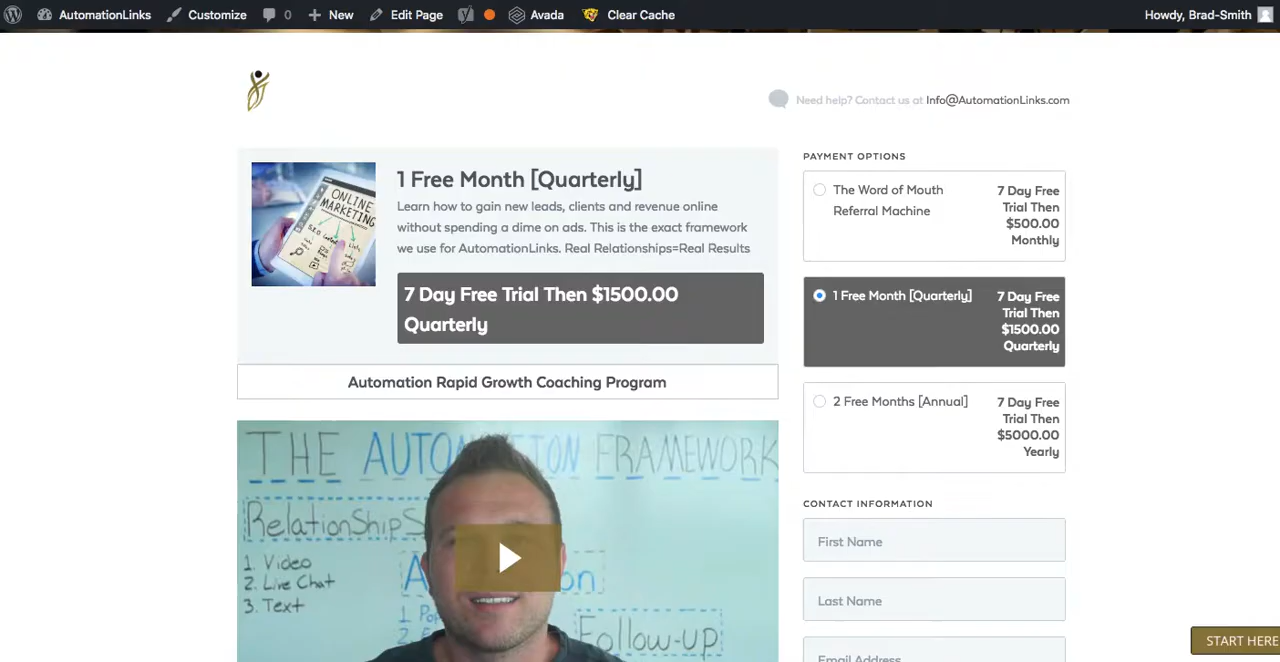 AutomationLinks Customize 0 New Edit Page Avada Clear Cache Howdy, Brad-Smith
Need help? Contact us at Info@AutomationLinks.com
ONLINE
MARKETING
1 Free Month [Quarterly]
Learn how to gain new leads, clients and revenue online
without spending a dime on ads. This is the exact framework
we use for AutomationLinks. Real Relationships=Real Results
7 Day Free Trial Then $1500.00
Quarterly
Automation Rapid Growth Coaching Program
THE AUTOMATION FRAMEWORK
Relationships
1. Video
2. Live Chat
3. Text
Follow-up
PAYMENT OPTIONS
The Word of Mouth
Referral Machine
7 Day Free
Trial Then
$500.00
Monthly
1 Free Month [Quarterly]
7 Day Free
Trial Then
$1500.00
Quarterly
2 Free Months [Annual]
7 Day Free
Trial Then
$5000.00
Yearly
CONTACT INFORMATION
First Name
Last Name
Email Address
START HERE